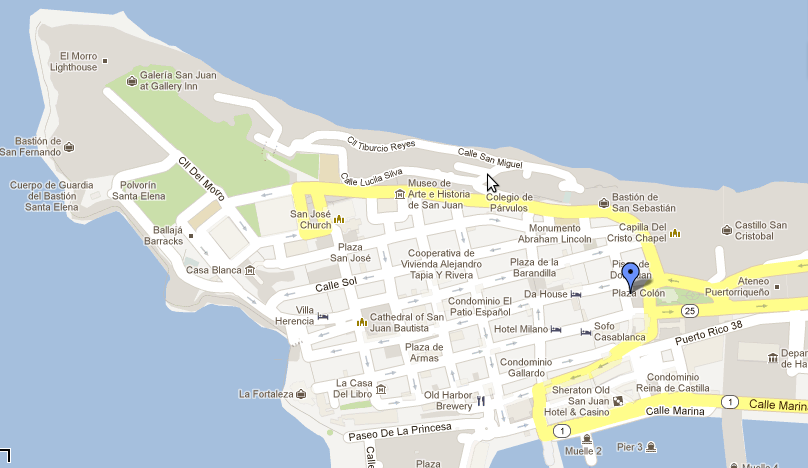 El Morro
Lighthouse
Galería San Juan
at Gallery Inn
Bastión de
San Fernando
Cll Tiburcio Reyes
Calle San Miguel
Cll Del Morro
Calle Lucila Silva
Cuerpo de Guardia
del Bastión
Santa Elena
Polvorín
Santa Elena
Museo de
Arte e Historia
de San Juan
Colegio de
Párvulos
Bastión de
San Sebastián
San José
Church
Ballajá
Barracks
Monumento
Abraham Lincoln
Capilla Del
Cristo Chapel
Castillo San
Cristobal
Plaza
San José
Casa Blanca
Cooperativa de
Vivienda Alejandro
Tapia Y Rivera
Plaza de la
Barandilla
Plaza Colón
Ateneo
Puertorriqueño
Calle Sol
Da House
Condominio El
Patio Español
Villa
Herencia
Cathedral of San
Juan Bautista
Hotel Milano
Sofo
Casablanca
25
Puerto Rico 38
Plaza de
Armas
Condominio
Gallardo
La Fortaleza
La Casa
Del Libro
Old Harbor
Brewery
Sheraton Old
San Juan
Hotel & Casino
Condominio
Reina de Castilla
Depar
de Ha
1
Calle Marina
Calle Marin
Paseo De La Princesa
1
Calle
Plaza
Muelle 2
Pier 3
Muelle 4